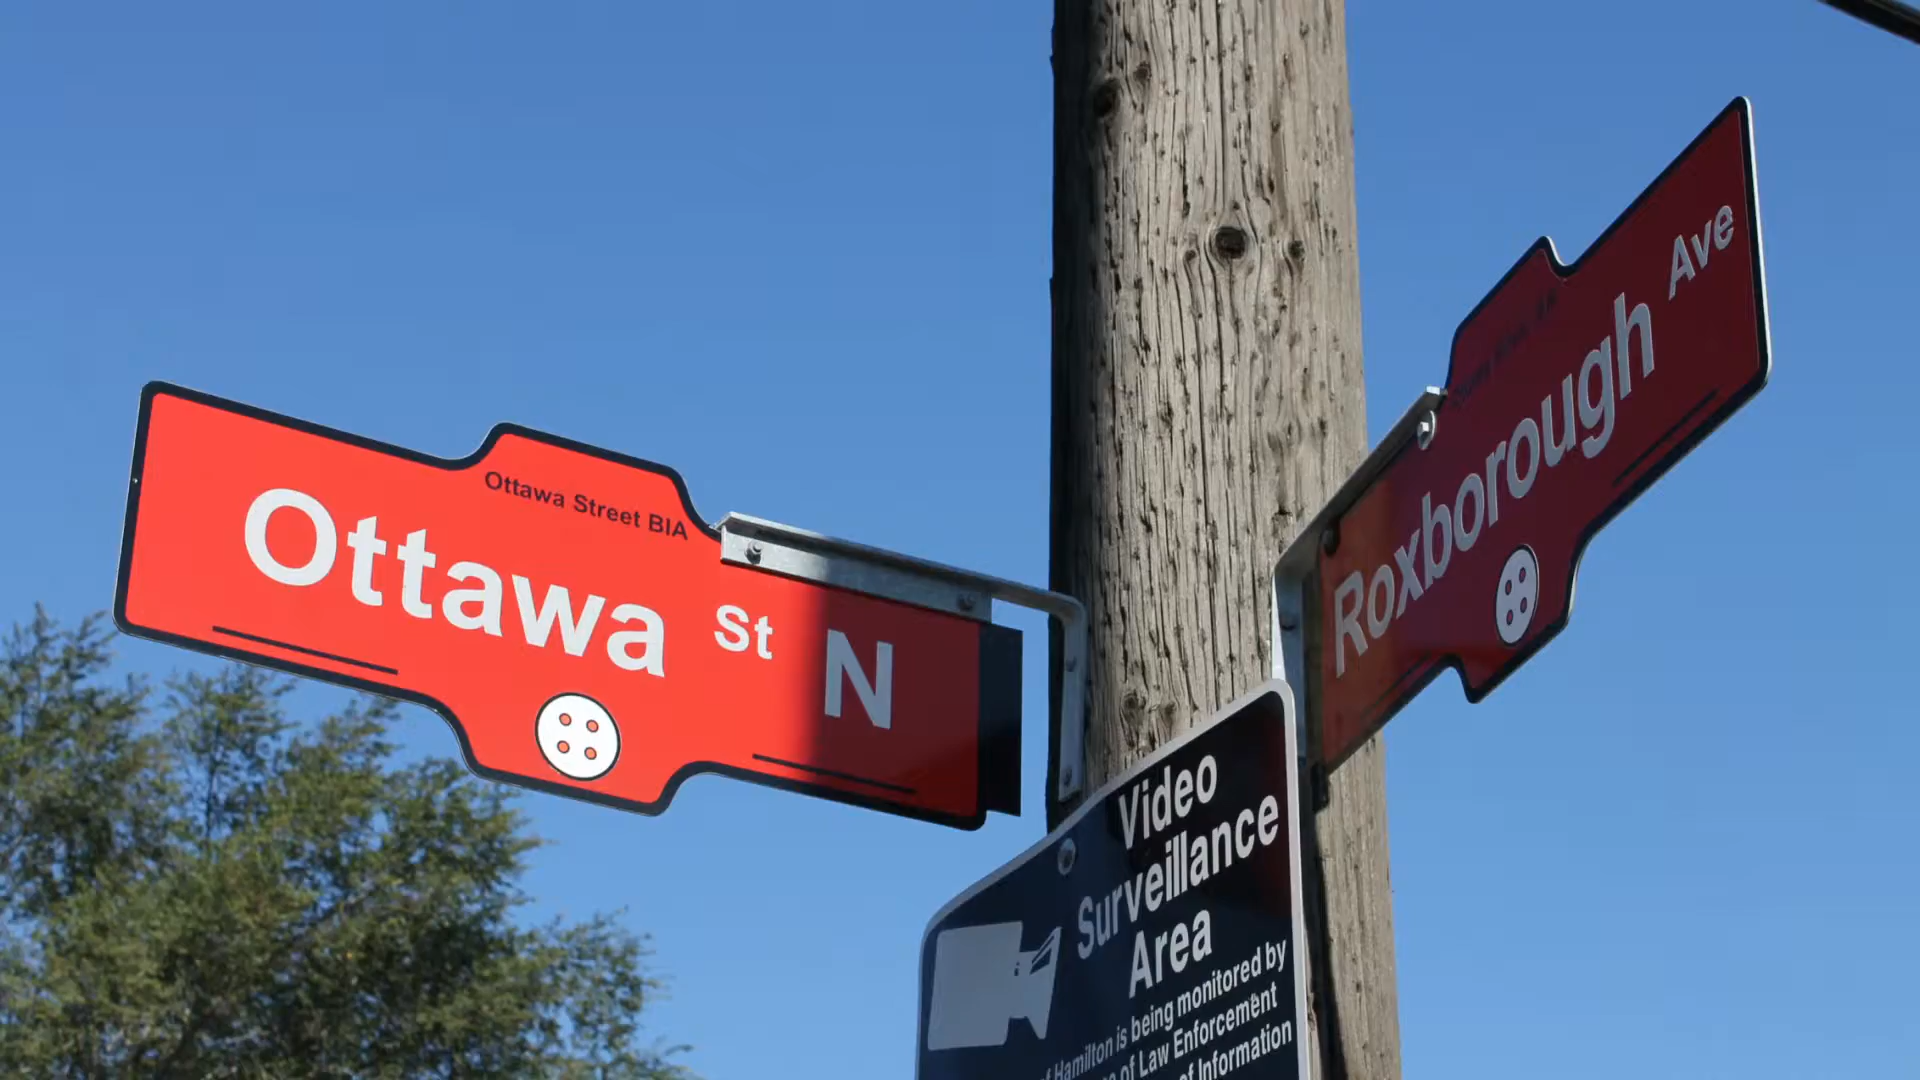 Ottawa Street BIA
Ottawa St N
Roxborough Ave
Video
Surveillance
Area
Hamilton is being monitored by
of Law Enforcement
of Information